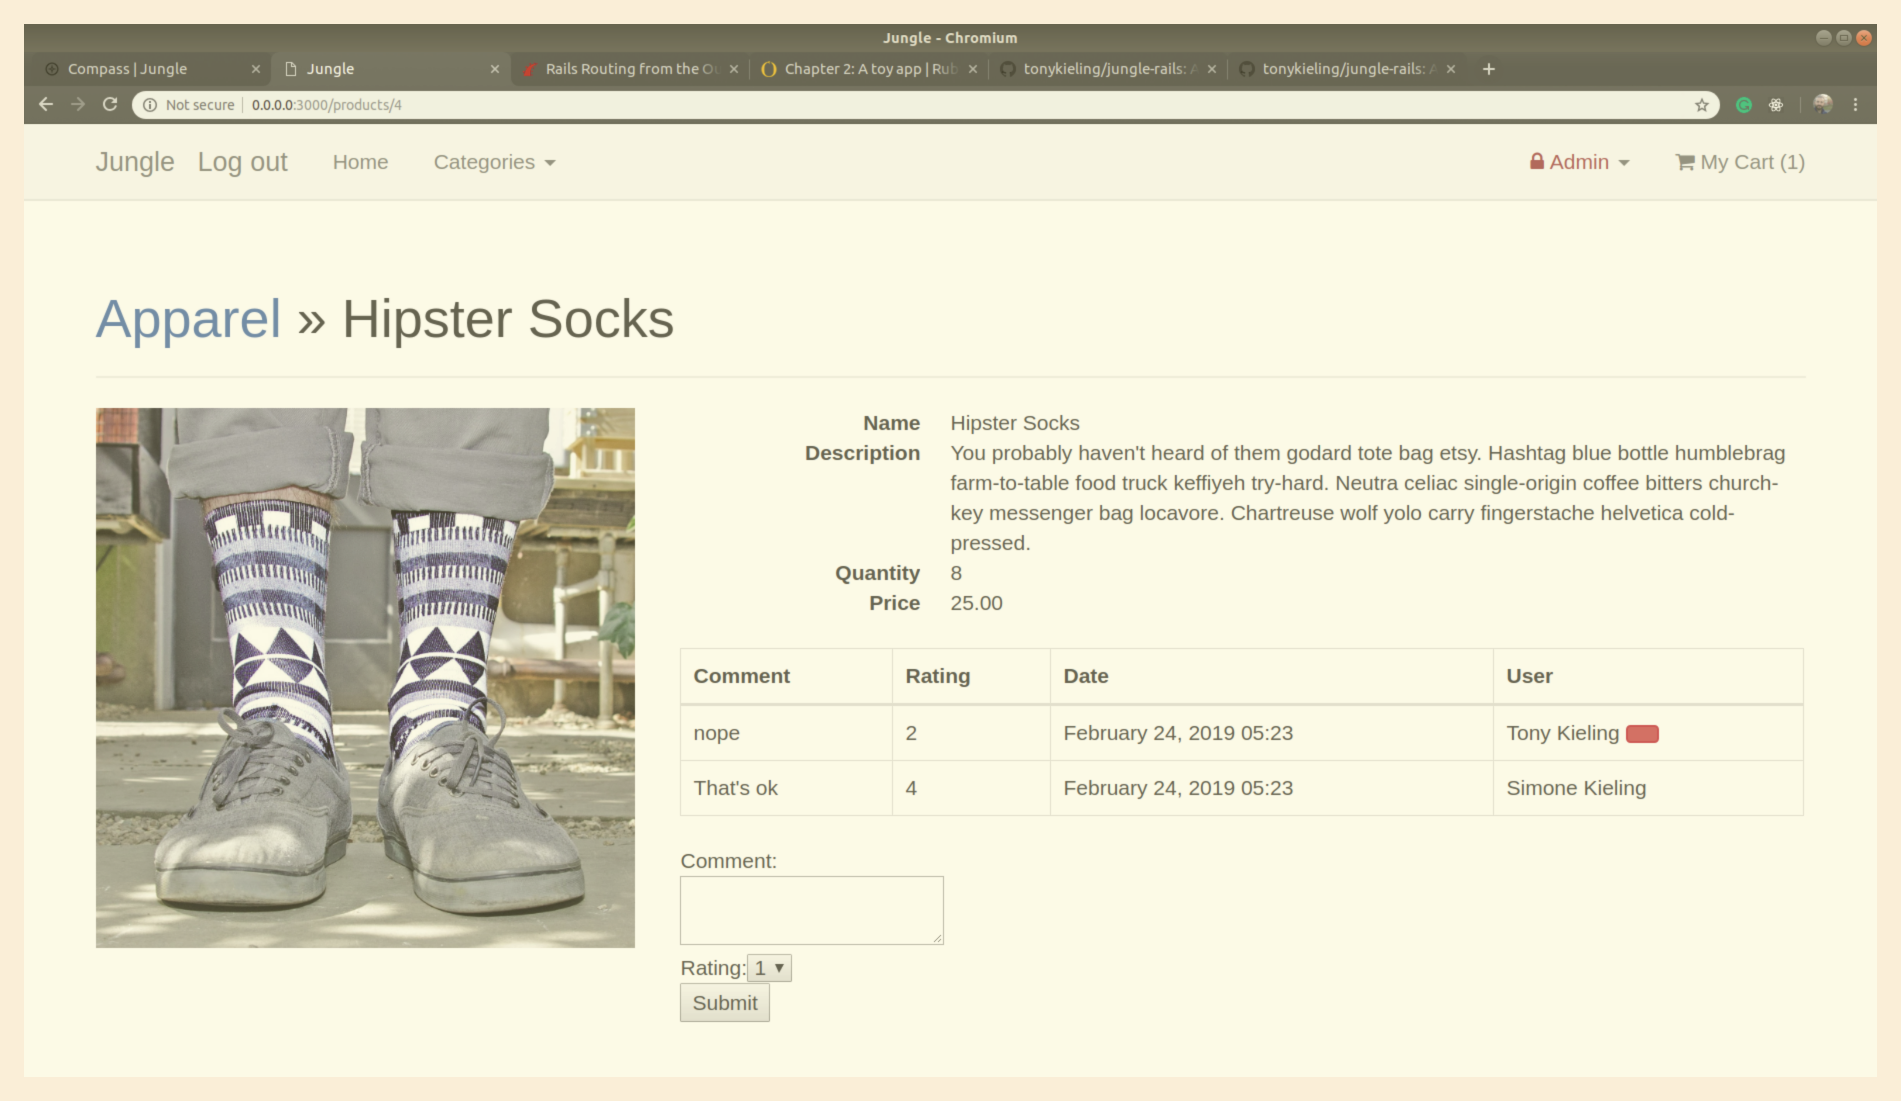 Jungle - Chromium
Compass | Jungle
Jungle
Rails Routing from the
Chapter 2: A toy app | Rub
tonykieling/jungle-rails: A
tonykieling/jungle-rails: A
Not secure | 0.0.0.0:3000/products/4
Jungle Log out Home Categories Admin My Cart (1)
Apparel » Hipster Socks
Name Hipster Socks
Description You probably haven't heard of them godard tote bag etsy. Hashtag blue bottle humblebrag
farm-to-table food truck keffiyeh try-hard. Neutra celiac single-origin coffee bitters church-
key messenger bag locavore. Chartreuse wolf yolo carry fingerstache helvetica cold-
pressed.
Quantity 8
Price 25.00
Comment Rating Date User
nope 2 February 24, 2019 05:23 Tony Kieling
That's ok 4 February 24, 2019 05:23 Simone Kieling
Comment:
Rating: 1
Submit